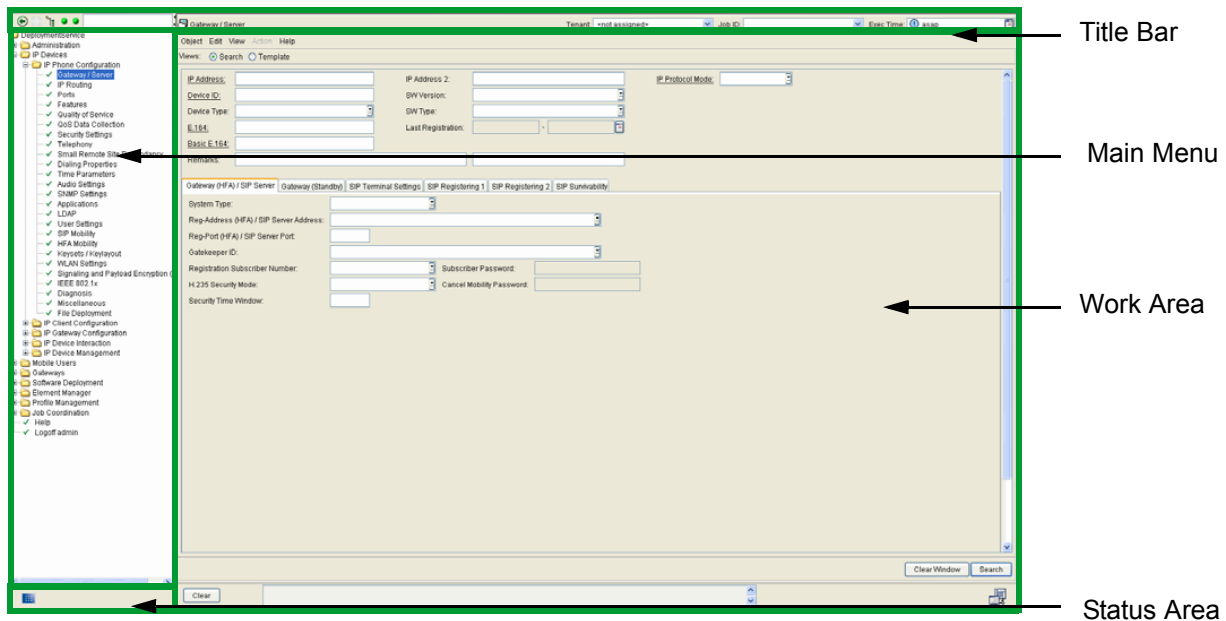 Gateway / Server
Tenant: <not assigned>
Job ID:
Exec Time: asap
Title Bar
DeploymentService
Administration
IP Devices
IP Phone Configuration
Gateway / Server
IP Routing
Ports
Features
Quality of Service
QoS Data Collection
Security Settings
Telephony
Small Remote Site
Dialing Properties
Time Parameters
Audio Settings
SNMP Settings
Applications
LDAP
User Settings
SIP Mobility
HFA Mobility
Keysets / Keylayout
WLAN Settings
Signaling and Payload Encryption (
IEEE 802.1x
Diagnosis
Miscellaneous
File Deployment
IP Client Configuration
IP Gateway Configuration
IP Device Interaction
IP Device Management
Mobile Users
Gateways
Software Deployment
Element Manager
Profile Management
Job Coordination
Help
Logoff admin
Main Menu
Object Edit View Action Help
Views: Search Template
IP Address: IP Address 2: IP Protocol Mode:
Device ID: SW Version:
Device Type: SW Type:
E.164: Last Registration: -
Basic E.164:
Remarks:
Gateway (HFA) / SIP Server Gateway (Standby) SIP Terminal Settings SIP Registering 1 SIP Registering 2 SIP Survivability
System Type:
Reg-Address (HFA) / SIP Server Address:
Reg-Port (HFA) / SIP Server Port:
Gatekeeper ID:
Registration Subscriber Number: Subscriber Password:
H.235 Security Mode: Cancel Mobility Password:
Security Time Window:
Work Area
Clear Window Search
Clear
Status Area